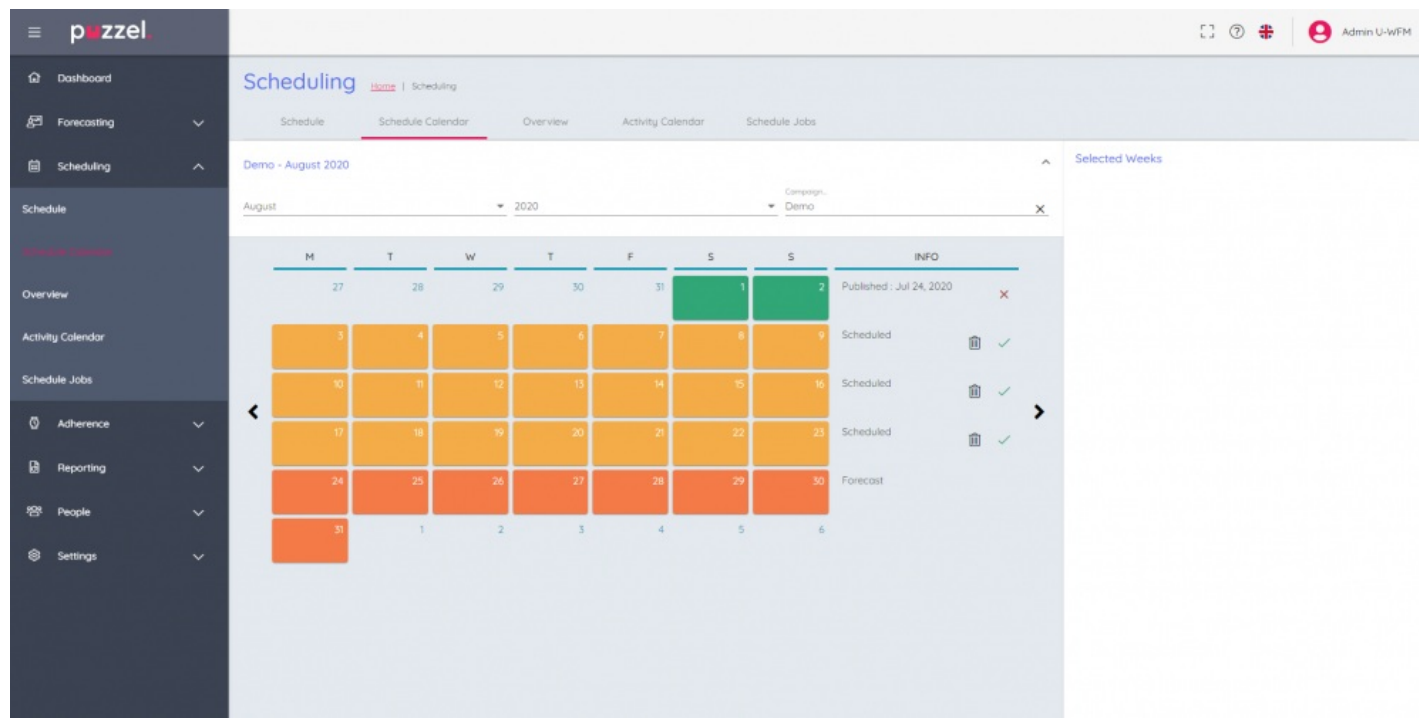 puzzel.
Admin U-WFM
Dashboard
Forecasting
Scheduling
Schedule
Overview
Activity Calendar
Schedule Jobs
Adherence
Reporting
People
Settings
Scheduling Home | Scheduling
Schedule Schedule Calendar Overview Activity Calendar Schedule Jobs
Demo - August 2020
Selected Weeks
Campaign...
August 2020 Demo
M T W T F S S INFO
27 28 29 30 31 1 2 Published : Jul 24, 2020
3 4 5 6 7 8 9 Scheduled
10 11 12 13 14 15 16 Scheduled
17 18 19 20 21 22 23 Scheduled
24 25 26 27 28 29 30 Forecast
31 1 2 3 4 5 6